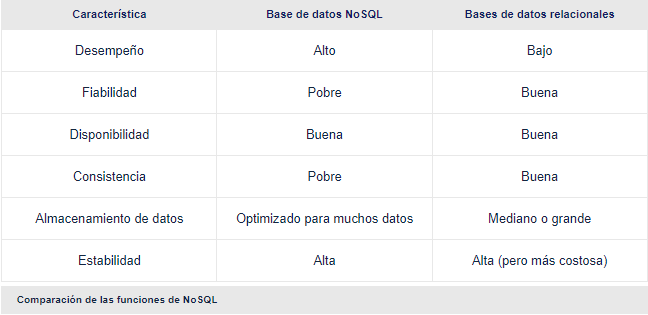 Característica Base de datos NoSQL Bases de datos relacionales
Desempeño Alto Bajo
Fiabilidad Pobre Buena
Disponibilidad Buena Buena
Consistencia Pobre Buena
Almacenamiento de datos Optimizado para muchos datos Mediano o grande
Estabilidad Alta Alta (pero más costosa)
Comparación de las funciones de NoSQL